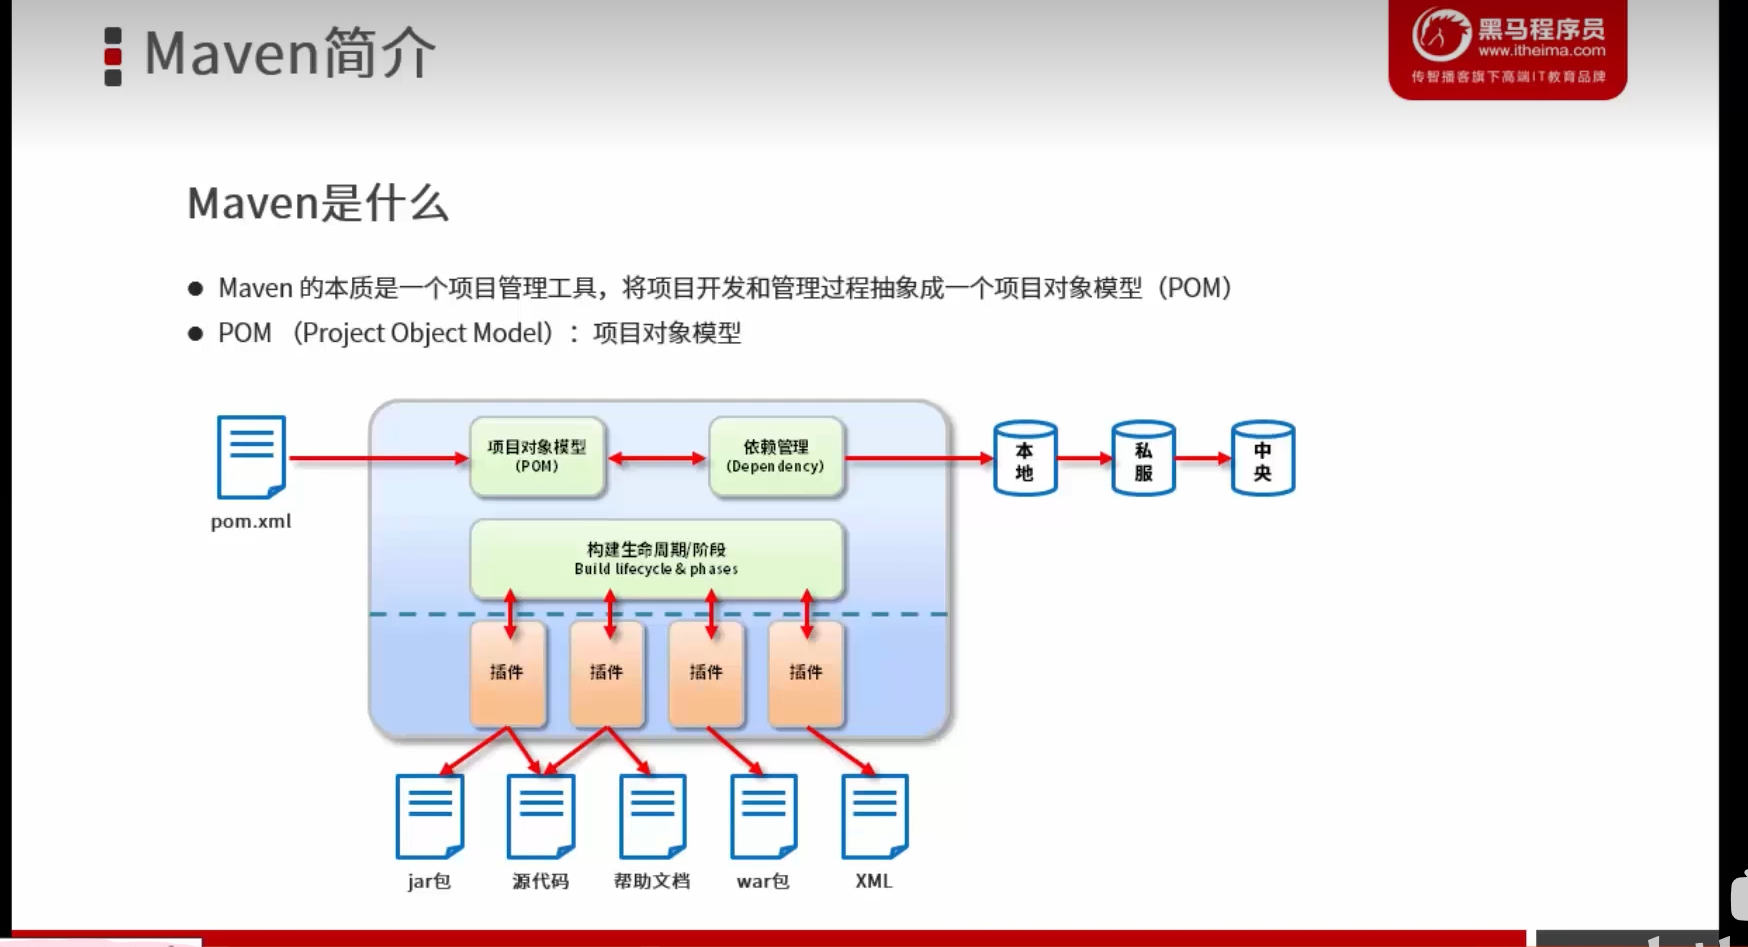 Maven简介
黑马程序员
www.itheima.com
传智播客旗下高端IT教育品牌
Maven是什么
Maven 的本质是一个项目管理工具，将项目开发和管理过程抽象成一个项目对象模型（POM）
POM （Project Object Model）：项目对象模型
pom.xml
项目对象模型
(POM)
依赖管理
(Dependency)
本
地
私
服
中
央
构建生命周期/阶段
Build lifecycle & phases
插件
插件
插件
插件
jar包
源代码
帮助文档
war包
XML